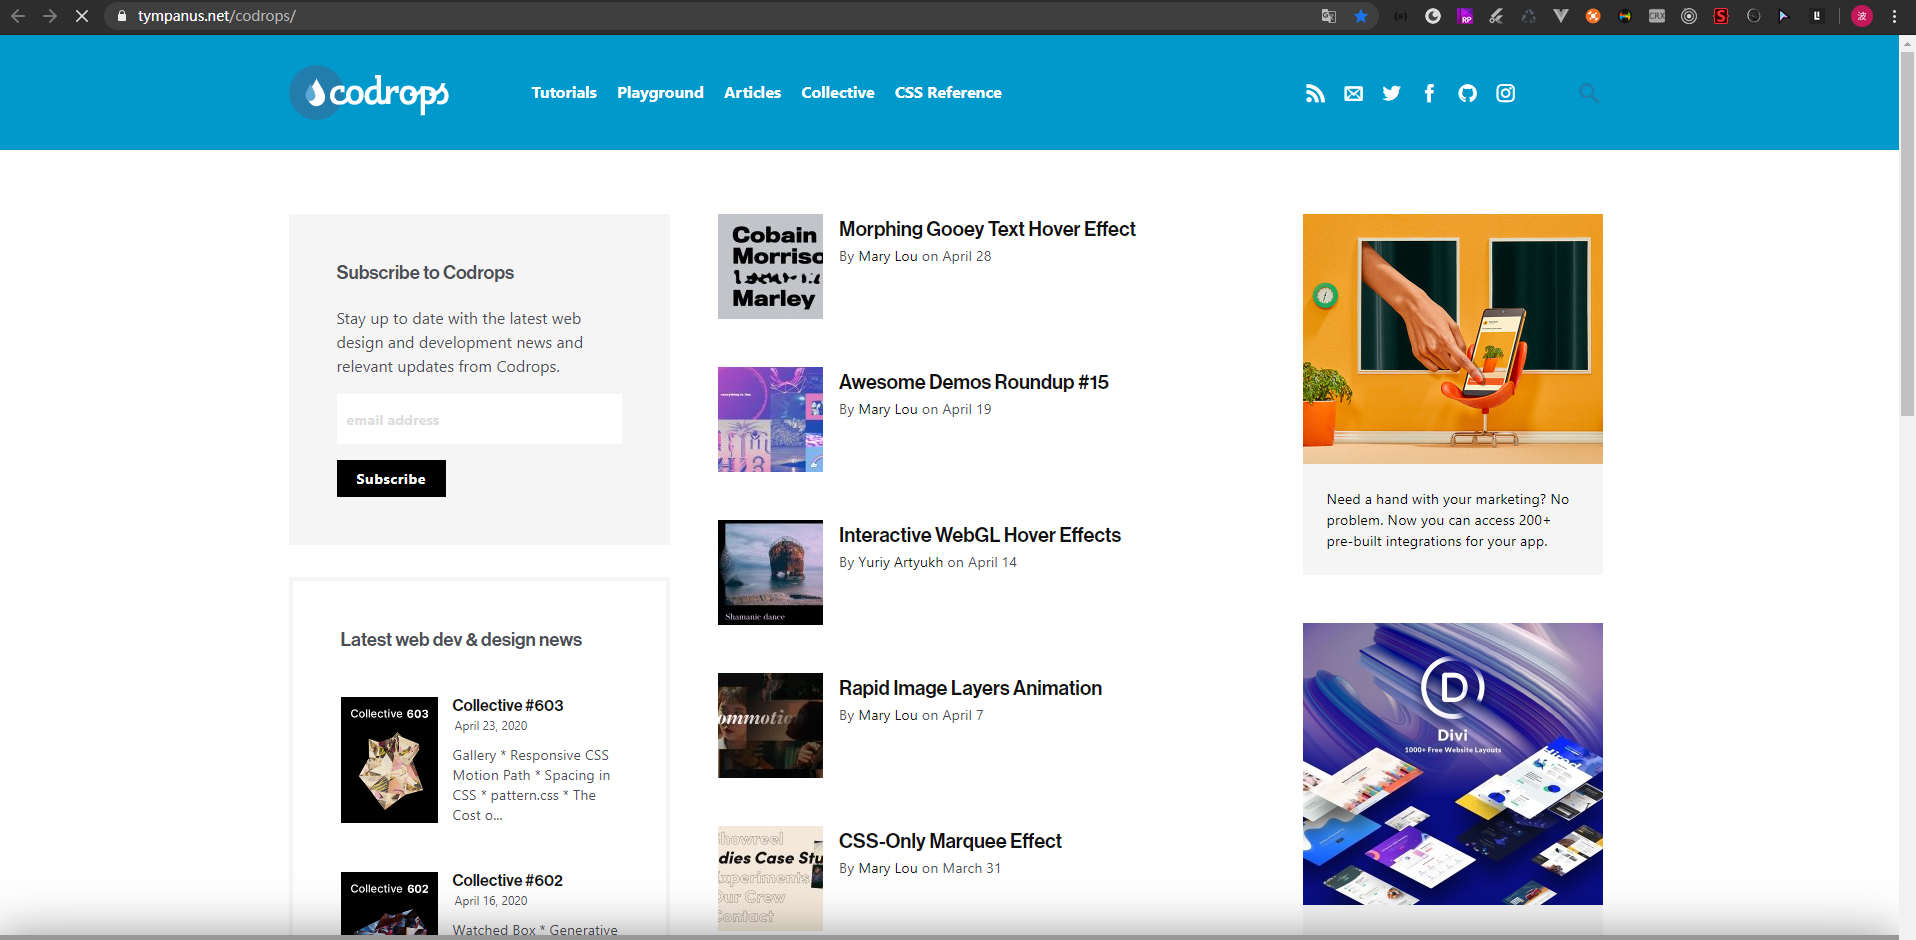 tympanus.net/codrops/
codrops
Tutorials
Playground
Articles
Collective
CSS Reference
Subscribe to Codrops
Stay up to date with the latest web
design and development news and
relevant updates from Codrops.
email address
Subscribe
Latest web dev & design news
Collective 603
Collective #603
April 23, 2020
Gallery * Responsive CSS
Motion Path * Spacing in
CSS * pattern.css * The
Cost o...
Collective 602
Collective #602
April 16, 2020
Watched Box * Generative
Cobain
Morriso
Marley
Morphing Gooey Text Hover Effect
By Mary Lou on April 28
Awesome Demos Roundup #15
By Mary Lou on April 19
Shamanic dance
Interactive WebGL Hover Effects
By Yuriy Artyukh on April 14
ommotion
Rapid Image Layers Animation
By Mary Lou on April 7
howreel
dies Case Stu
Experiments
Our Crew
Contact
CSS-Only Marquee Effect
By Mary Lou on March 31
Need a hand with your marketing? No
problem. Now you can access 200+
pre-built integrations for your app.
D
Divi
1000+ Free Website Layouts
Hired